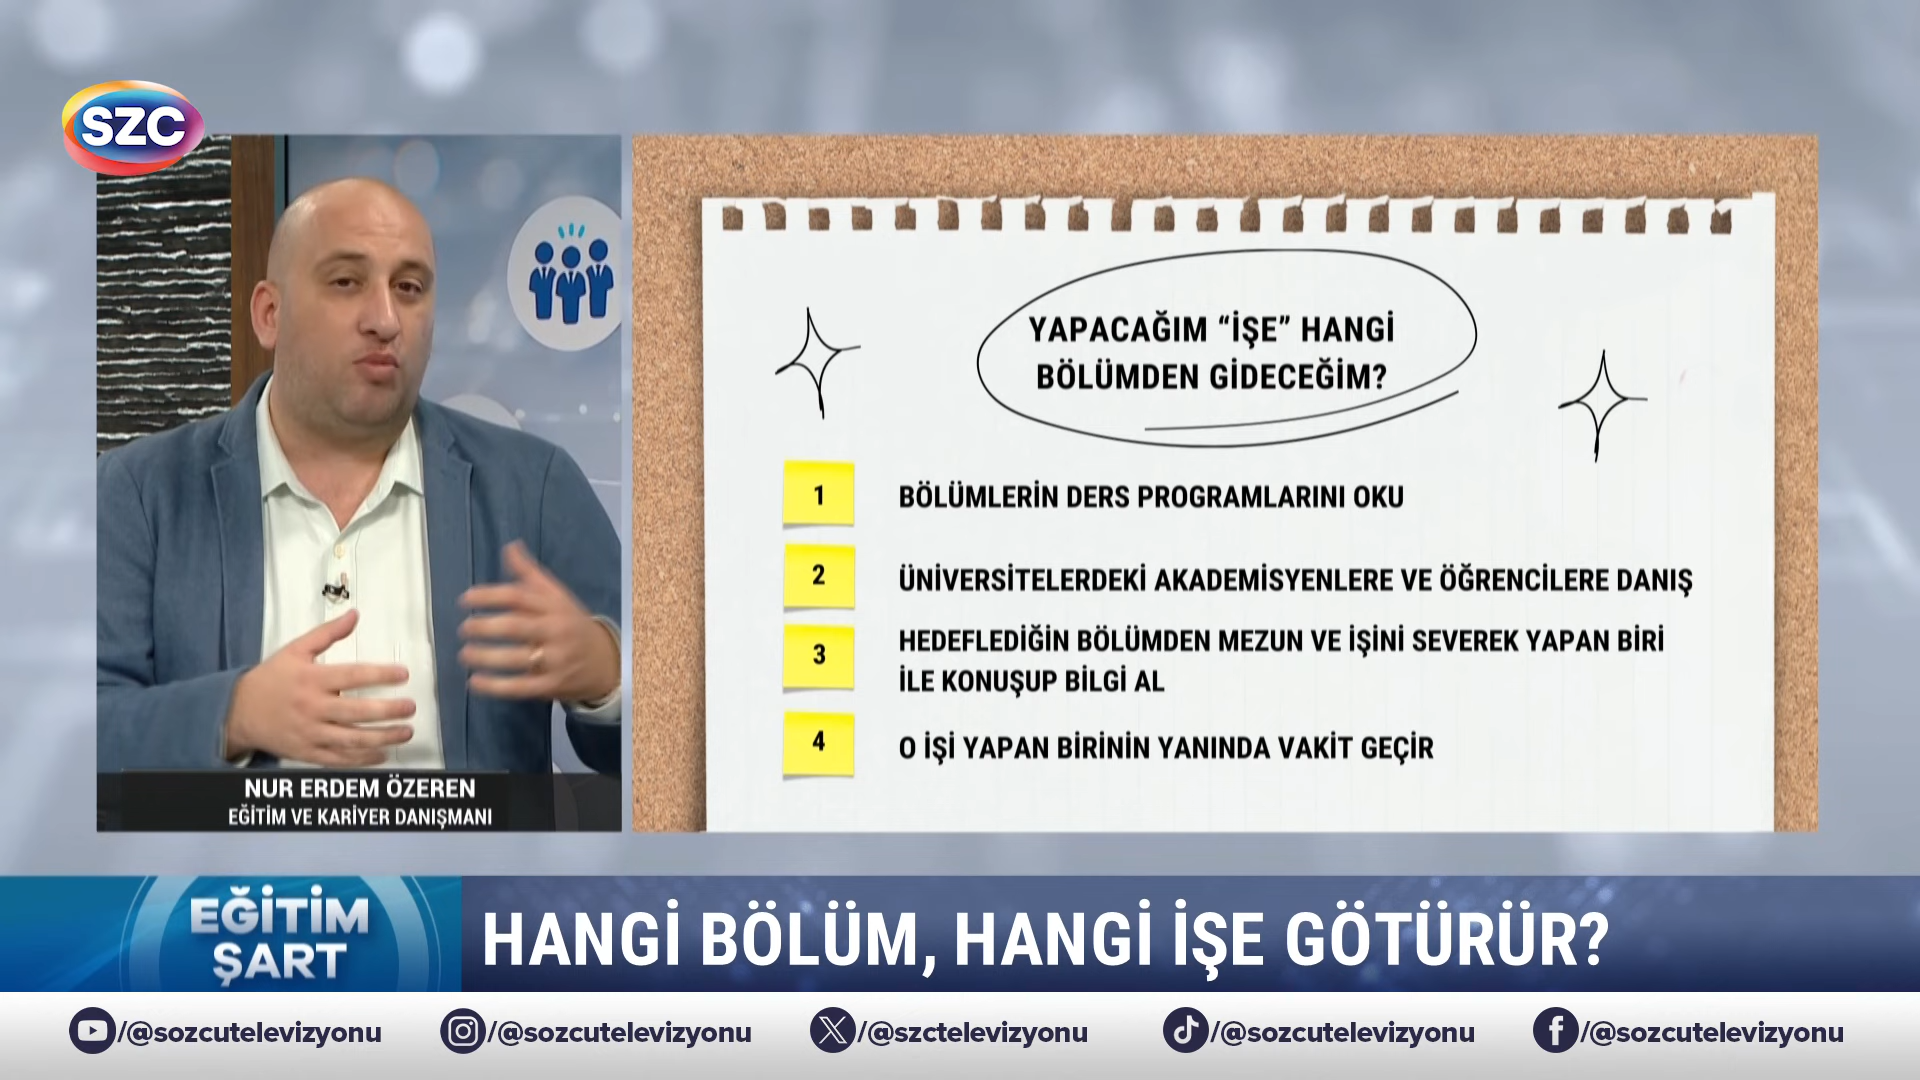 SZC
YAPACAĞIM “İŞE” HANGİ
BÖLÜMDEN GİDECEĞİM?
1 BÖLÜMLERİN DERS PROGRAMLARINI OKU
2 ÜNİVERSİTELERDEKİ AKADEMİSYENLERE VE ÖĞRENCİLERE DANIŞ
3 HEDEFLEDİĞİN BÖLÜMDEN MEZUN VE İŞİNİ SEVEREK YAPAN BİRİ
İLE KONUŞUP BİLGİ AL
4 O İŞİ YAPAN BİRİNİN YANINDA VAKİT GEÇİR
NUR ERDEM ÖZEREN
EĞİTİM VE KARİYER DANIŞMANI
EĞİTİM
ŞART
HANGİ BÖLÜM, HANGİ İŞE GÖTÜRÜR?
/@sozcutelevizyonu /@sozcutelevizyonu /@szctelevizyonu /@sozcutelevizyonu /@sozcutelevizyonu